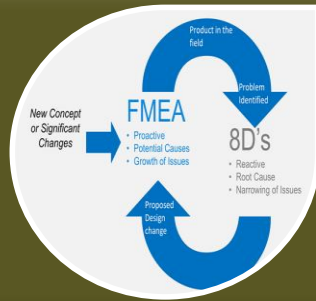 Product in the
field
Problem
Identified
New Concept
or Significant
Changes
FMEA
• Proactive
• Potential Causes
• Growth of Issues
8D's
• Reactive
• Root Cause
• Narrowing of Issues
Proposed
Design
change